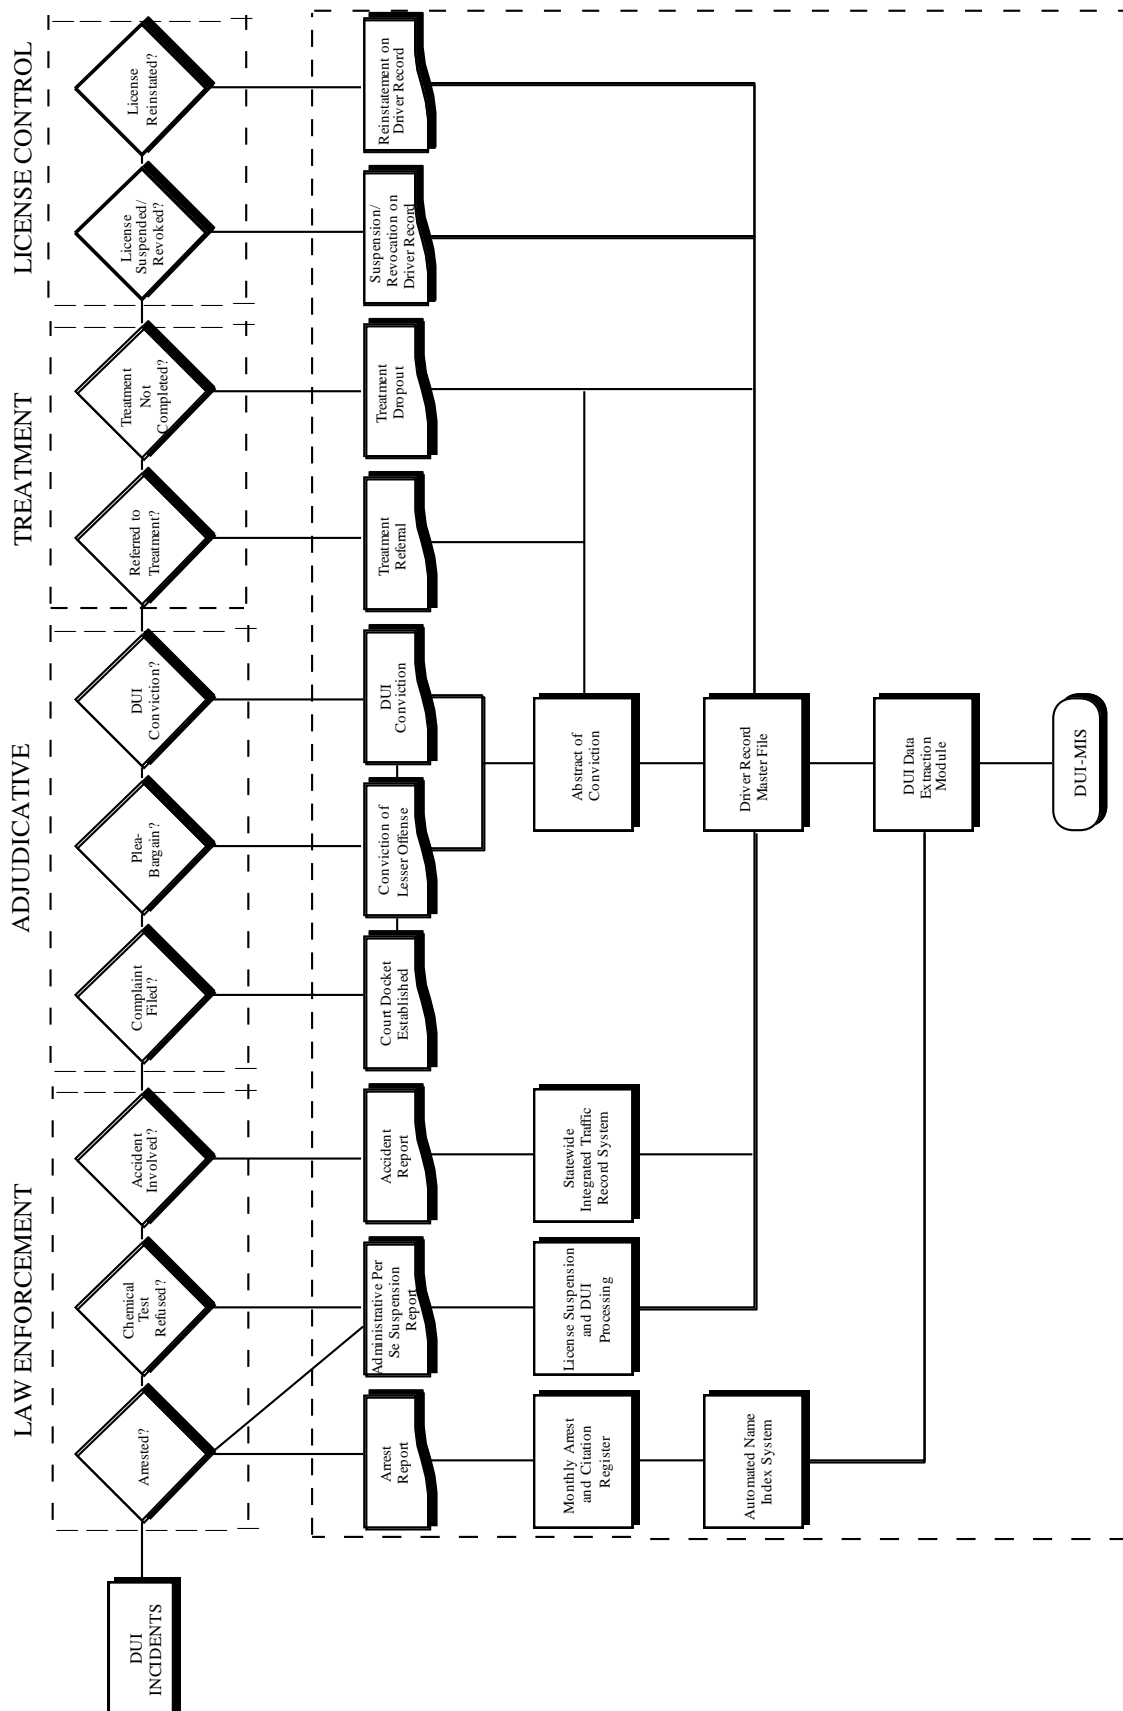 LAW ENFORCEMENT
ADJUDICATIVE
TREATMENT
LICENSE CONTROL
DUI
INCIDENTS
Arrested?
Chemical
Test
Refused?
Accident
Involved?
Complaint
Filed?
Plea-
Bargain?
DUI
Conviction?
Referred to
Treatment?
Treatment
Not
Completed?
License
Suspended/
Revoked?
License
Reinstated?
Arrest
Report
Administrative Per
Se Suspension
Report
Accident
Report
Court Docket
Established
Conviction of
Lesser Offense
DUI
Conviction
Treatment
Referral
Treatment
Dropout
Suspension/
Revocation on
Driver Record
Reinstatement on
Driver Record
Monthly Arrest
and Citation
Register
License Suspension
and DUI
Processing
Statewide
Integrated Traffic
Record System
Abstract of
Conviction
Automated Name
Index System
Driver Record
Master File
DUI Data
Extraction
Module
DUI-MIS